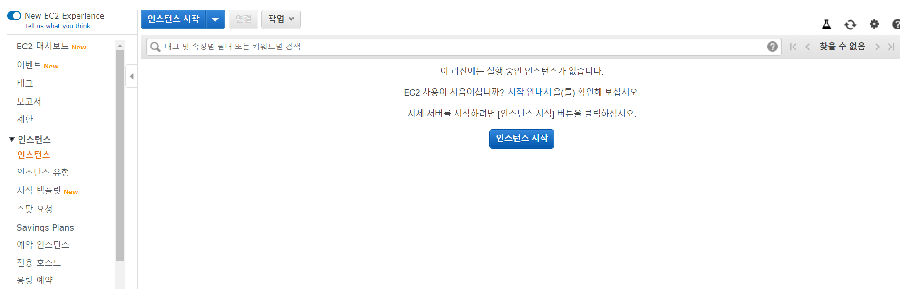 New EC2 Experience
Tell us what you think
EC2 대시보드 New
이벤트 New
태그
보고서
제한
인스턴스
인스턴스
인스턴스 유형
시작 템플릿 New
스팟 요청
Savings Plans
예약 인스턴스
전용 호스트
용량 예약
인스턴스 시작 연결 작업
태그 및 속성별 필터 또는 키워드별 검색
찾을 수 없음
이 리전에는 실행 중인 인스턴스가 없습니다.
EC2 사용이 처음이십니까? 시작 안내서을(를) 확인해 보십시오.
자체 서버를 시작하려면 [인스턴스 시작] 버튼을 클릭하십시오.
인스턴스 시작